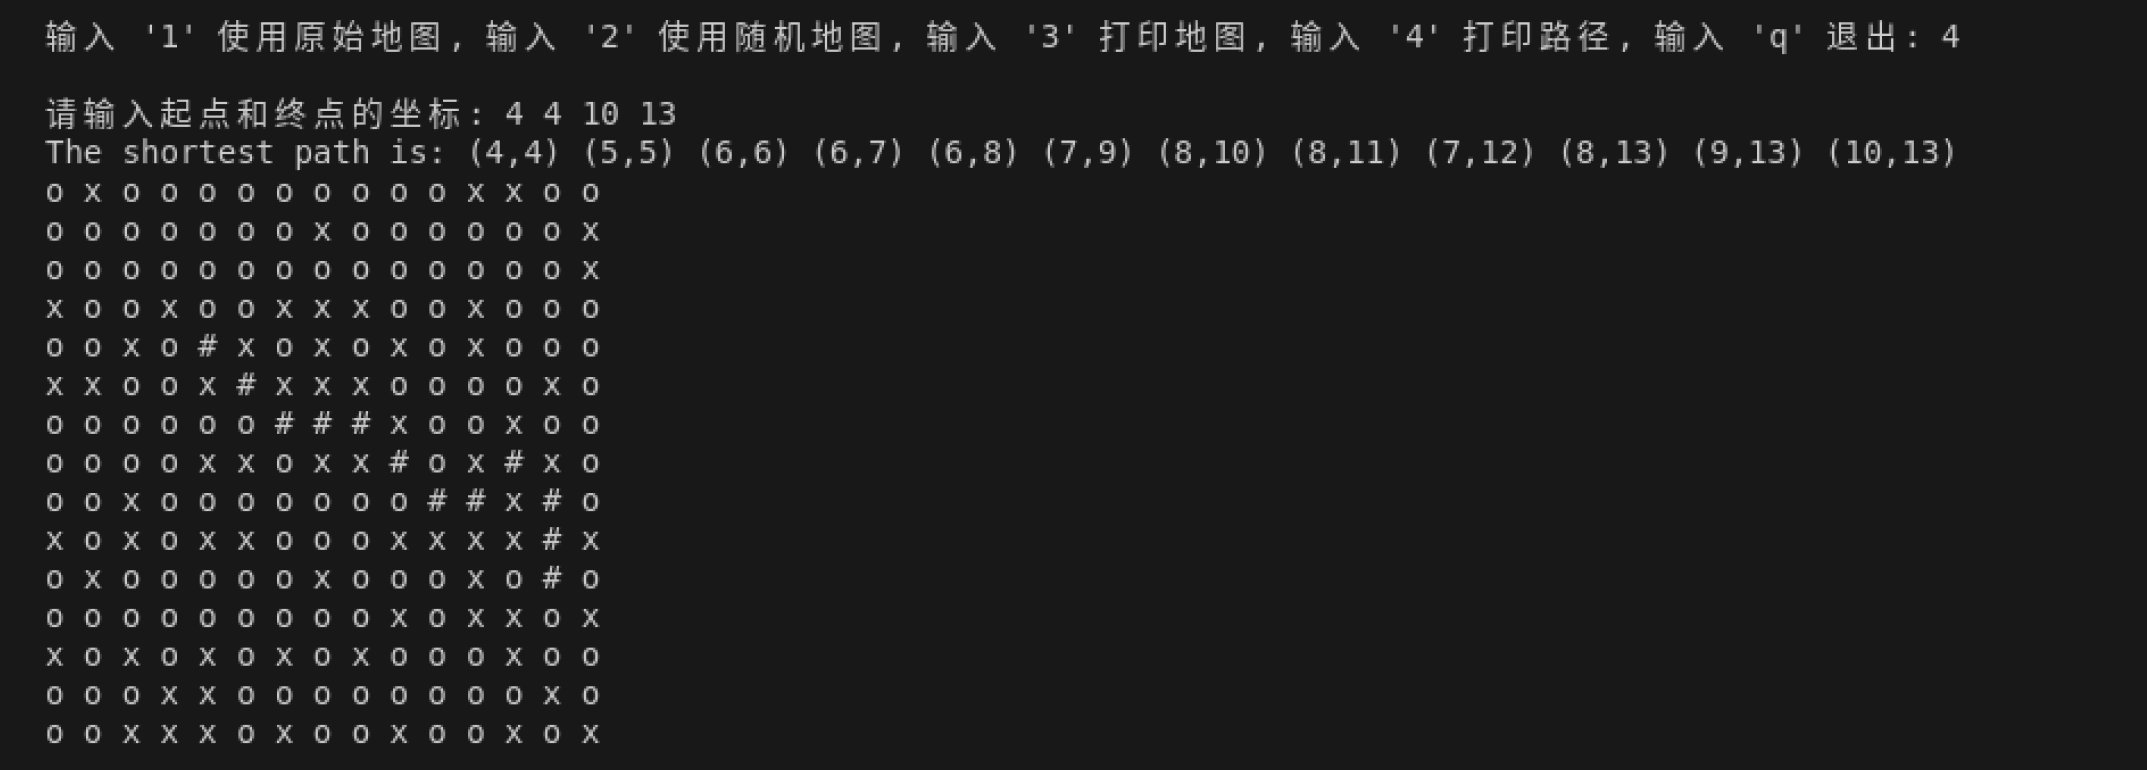 输入 '1' 使用原始地图, 输入 '2' 使用随机地图, 输入 '3' 打印地图, 输入 '4' 打印路径, 输入 'q' 退出: 4
请输入起点和终点的坐标: 4 4 10 13
The shortest path is: (4,4) (5,5) (6,6) (6,7) (6,8) (7,9) (8,10) (8,11) (7,12) (8,13) (9,13) (10,13)
o x o o o o o o o o o x x o o
o o o o o o o x o o o o o o x
o o o o o o o o o o o o o o x
x o o x o o x x x o o x o o o
o o x o # x o x o x o x o o o
x x o o x # x x x o o o o x o
o o o o o o # # # x o o x o o
o o o o x x o x x # o x # x o
o o x o o o o o o o # # x # o
x o x o x x o o o x x x x # x
o x o o o o o x o o o x o # o
o o o o o o o o o x o x x o x
x o x o x o x o x o o o x o o
o o o x x o o o o o o o o x o
o o x x x o x o o x o o x o x